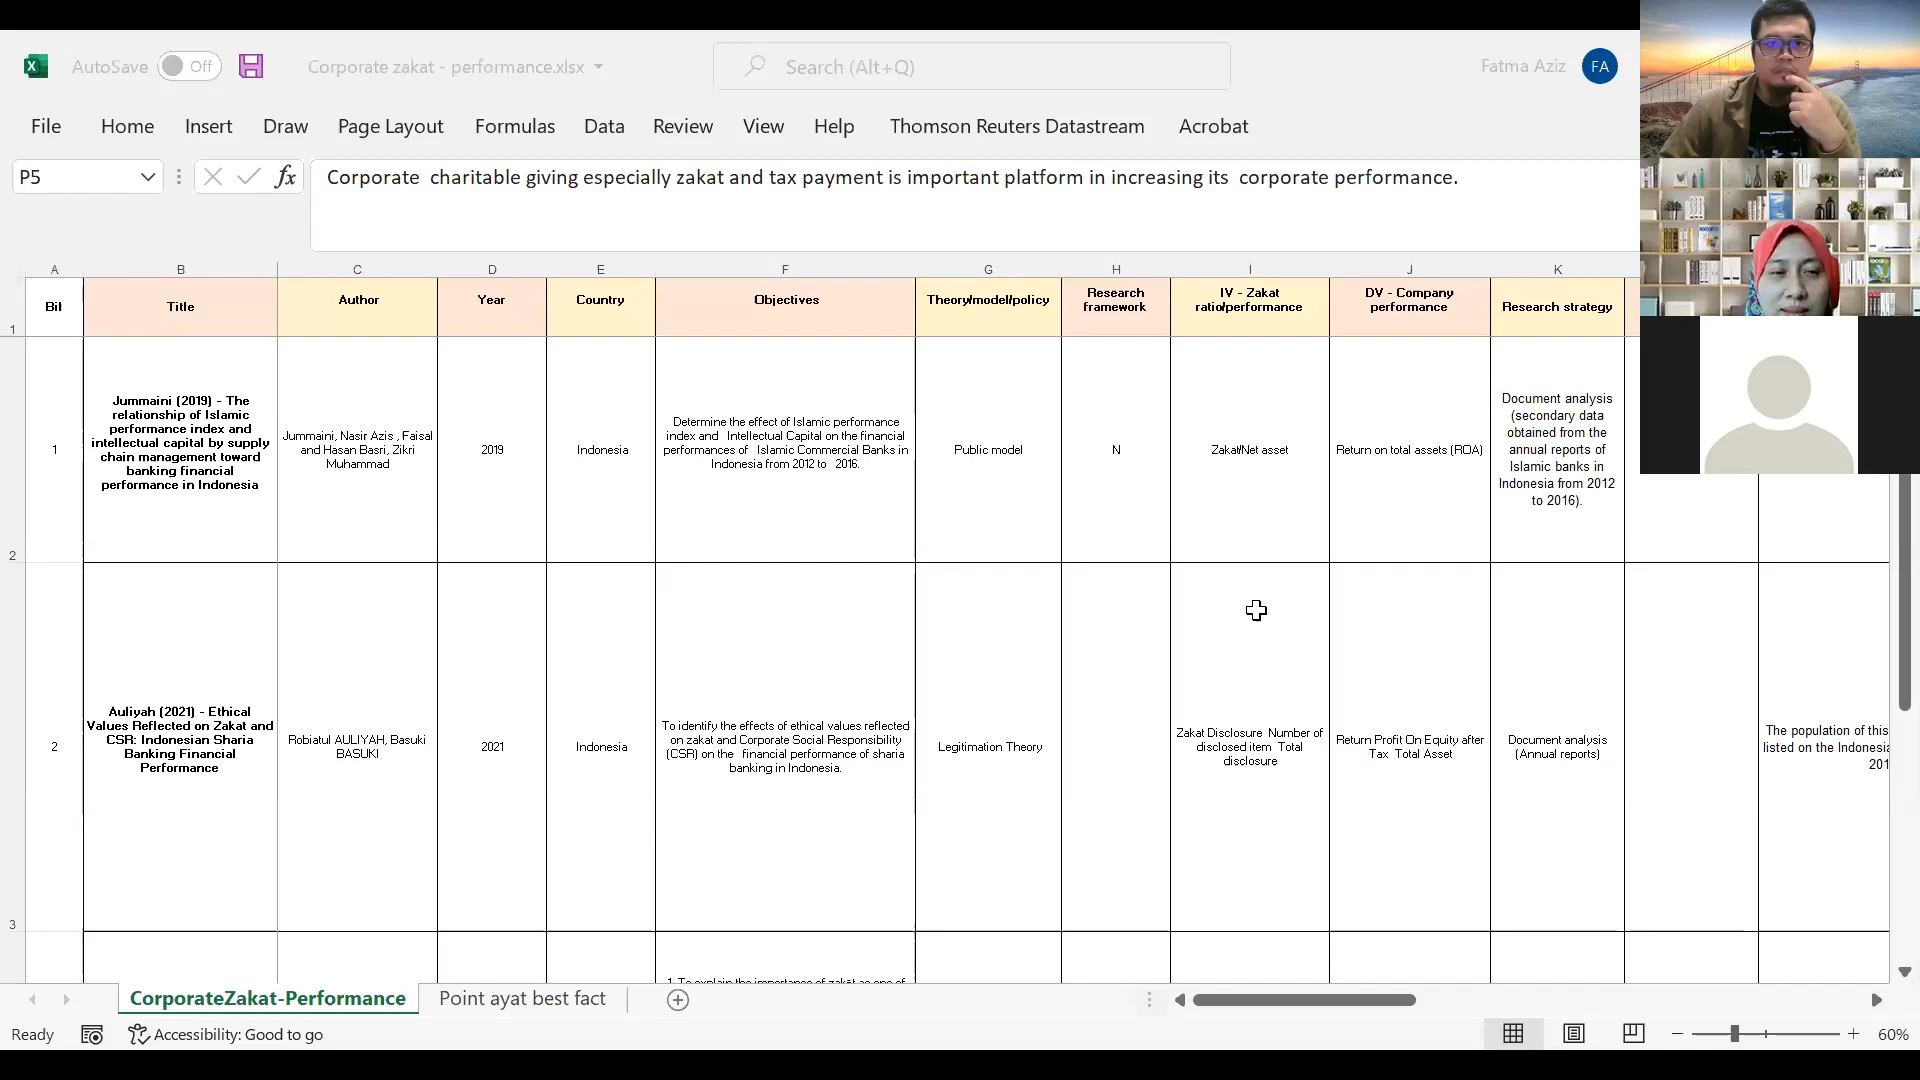 AutoSave Off Corporate zakat - performance.xlsx Search (Alt+Q) Fatma Aziz FA
File Home Insert Draw Page Layout Formulas Data Review View Help Thomson Reuters Datastream Acrobat
P5 fx Corporate charitable giving especially zakat and tax payment is important platform in increasing its corporate performance.
A B C D E F G H I J K
1
Bil
Title
Author
Year
Country
Objectives
Theory/model/policy
Research
framework
IV - Zakat
ratio/performance
DV - Company
performance
Research strategy
2
1
Jummaini (2019) - The
relationship of Islamic
performance index and
intellectual capital by supply
chain management toward
banking financial
performance in Indonesia
Jummaini, Nasir Azis , Faisal
and Hasan Basri, Zikri
Muhammad
2019
Indonesia
Determine the effect of Islamic performance
index and Intellectual Capital on the financial
performances of Islamic Commercial Banks in
Indonesia from 2012 to 2016.
Public model
N
Zakat/Net asset
Return on total assets (ROA)
Document analysis
(secondary data
obtained from the
annual reports of
Islamic banks in
Indonesia from 2012
to 2016).
3
2
Auliyah (2021) - Ethical
Values Reflected on Zakat and
CSR: Indonesian Sharia
Banking Financial
Performance
Robiatul AULIYAH, Basuki
BASUKI
2021
Indonesia
To identify the effects of ethical values reflected
on zakat and Corporate Social Responsibility
(CSR) on the financial performance of sharia
banking in Indonesia.
Legitimation Theory
Zakat Disclosure Number of
disclosed item Total
disclosure
Return Profit On Equity after
Tax Total Asset
Document analysis
(Annual reports)
The population of this
listed on the Indonesia
201
1. To explain the importance of zakat as one of
CorporateZakat-Performance Point ayat best fact
Ready Accessibility: Good to go 60%